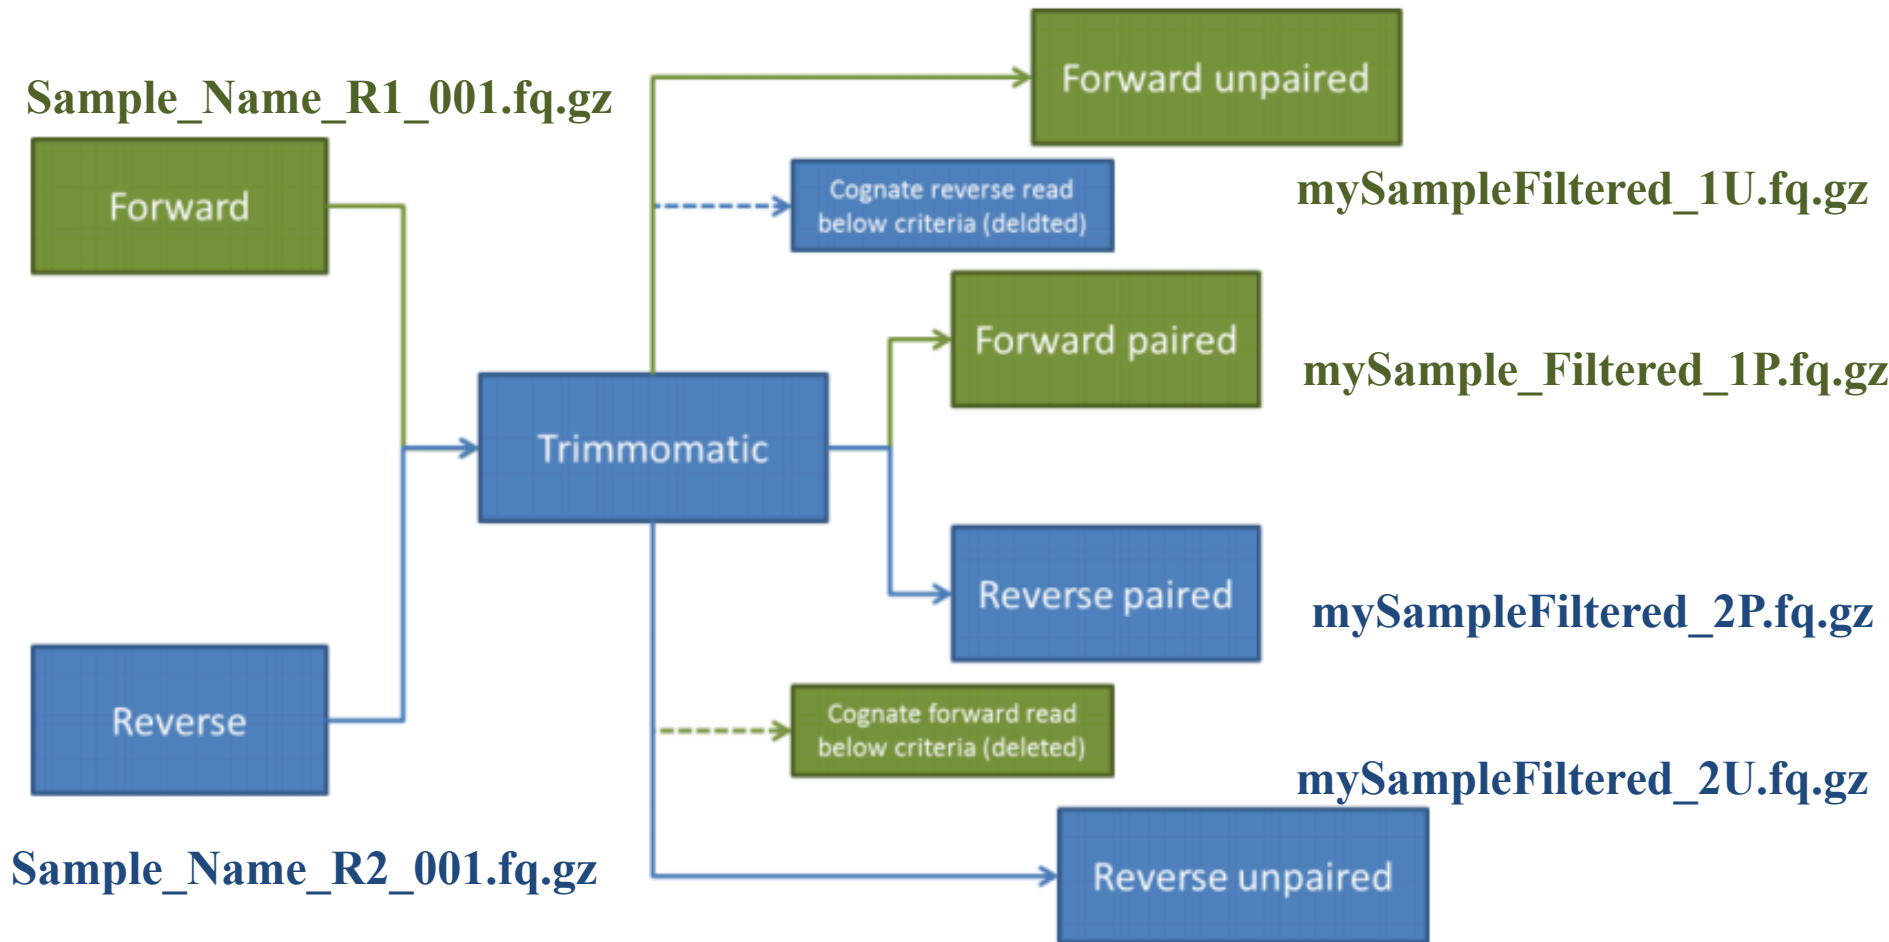 Sample_Name_R1_001.fq.gz
Forward
Forward unpaired
Cognate reverse read
below criteria (deldted)
mySampleFiltered_1U.fq.gz
Forward paired
mySample_Filtered_1P.fq.gz
Trimmomatic
Reverse paired
mySampleFiltered_2P.fq.gz
Reverse
Cognate forward read
below criteria (deleted)
mySampleFiltered_2U.fq.gz
Sample_Name_R2_001.fq.gz
Reverse unpaired